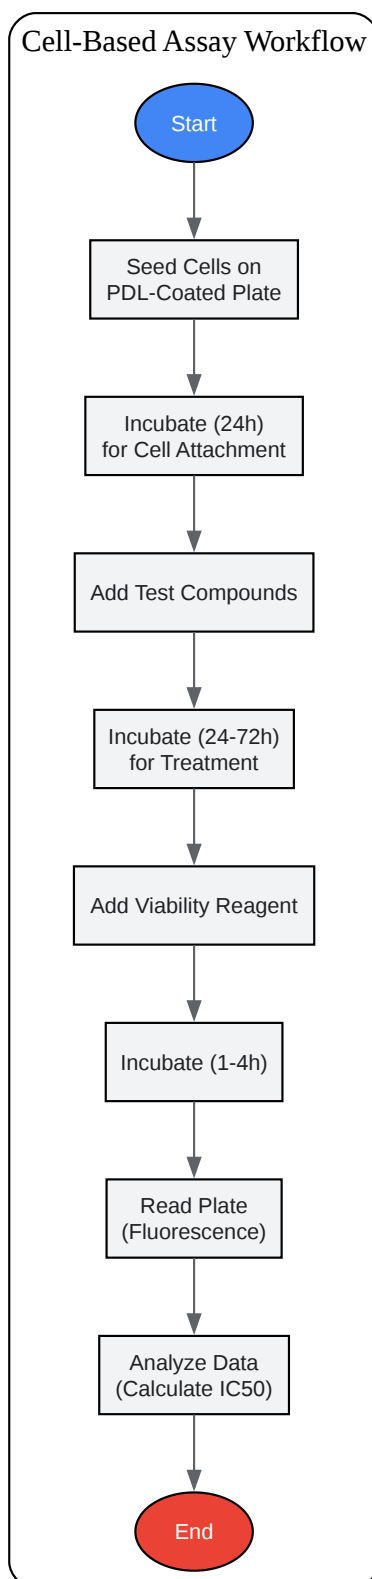 Cell-Based Assay Workflow
Start
Seed Cells on
PDL-Coated Plate
Incubate (24h)
for Cell Attachment
Add Test Compounds
Incubate (24-72h)
for Treatment
Add Viability Reagent
Incubate (1-4h)
Read Plate
(Fluorescence)
Analyze Data
(Calculate IC50)
End